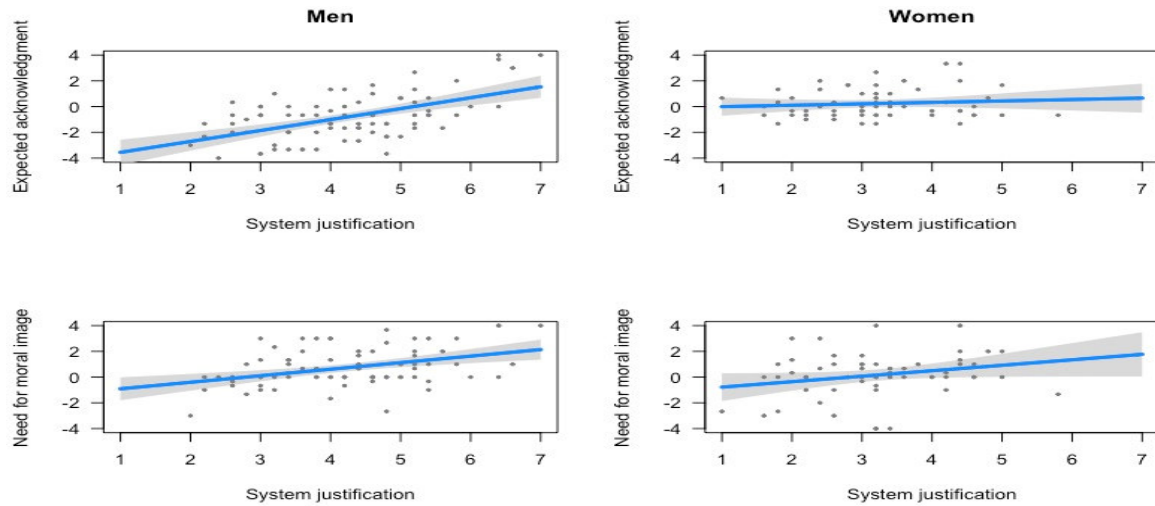 Men
Women
Expected acknowledgment
4
2
0
-2
-4
1 2 3 4 5 6 7
System justification
Expected acknowledgment
4
2
0
-2
-4
1 2 3 4 5 6 7
System justification
Need for moral image
4
2
0
-2
-4
1 2 3 4 5 6 7
System justification
Need for moral image
4
2
0
-2
-4
1 2 3 4 5 6 7
System justification